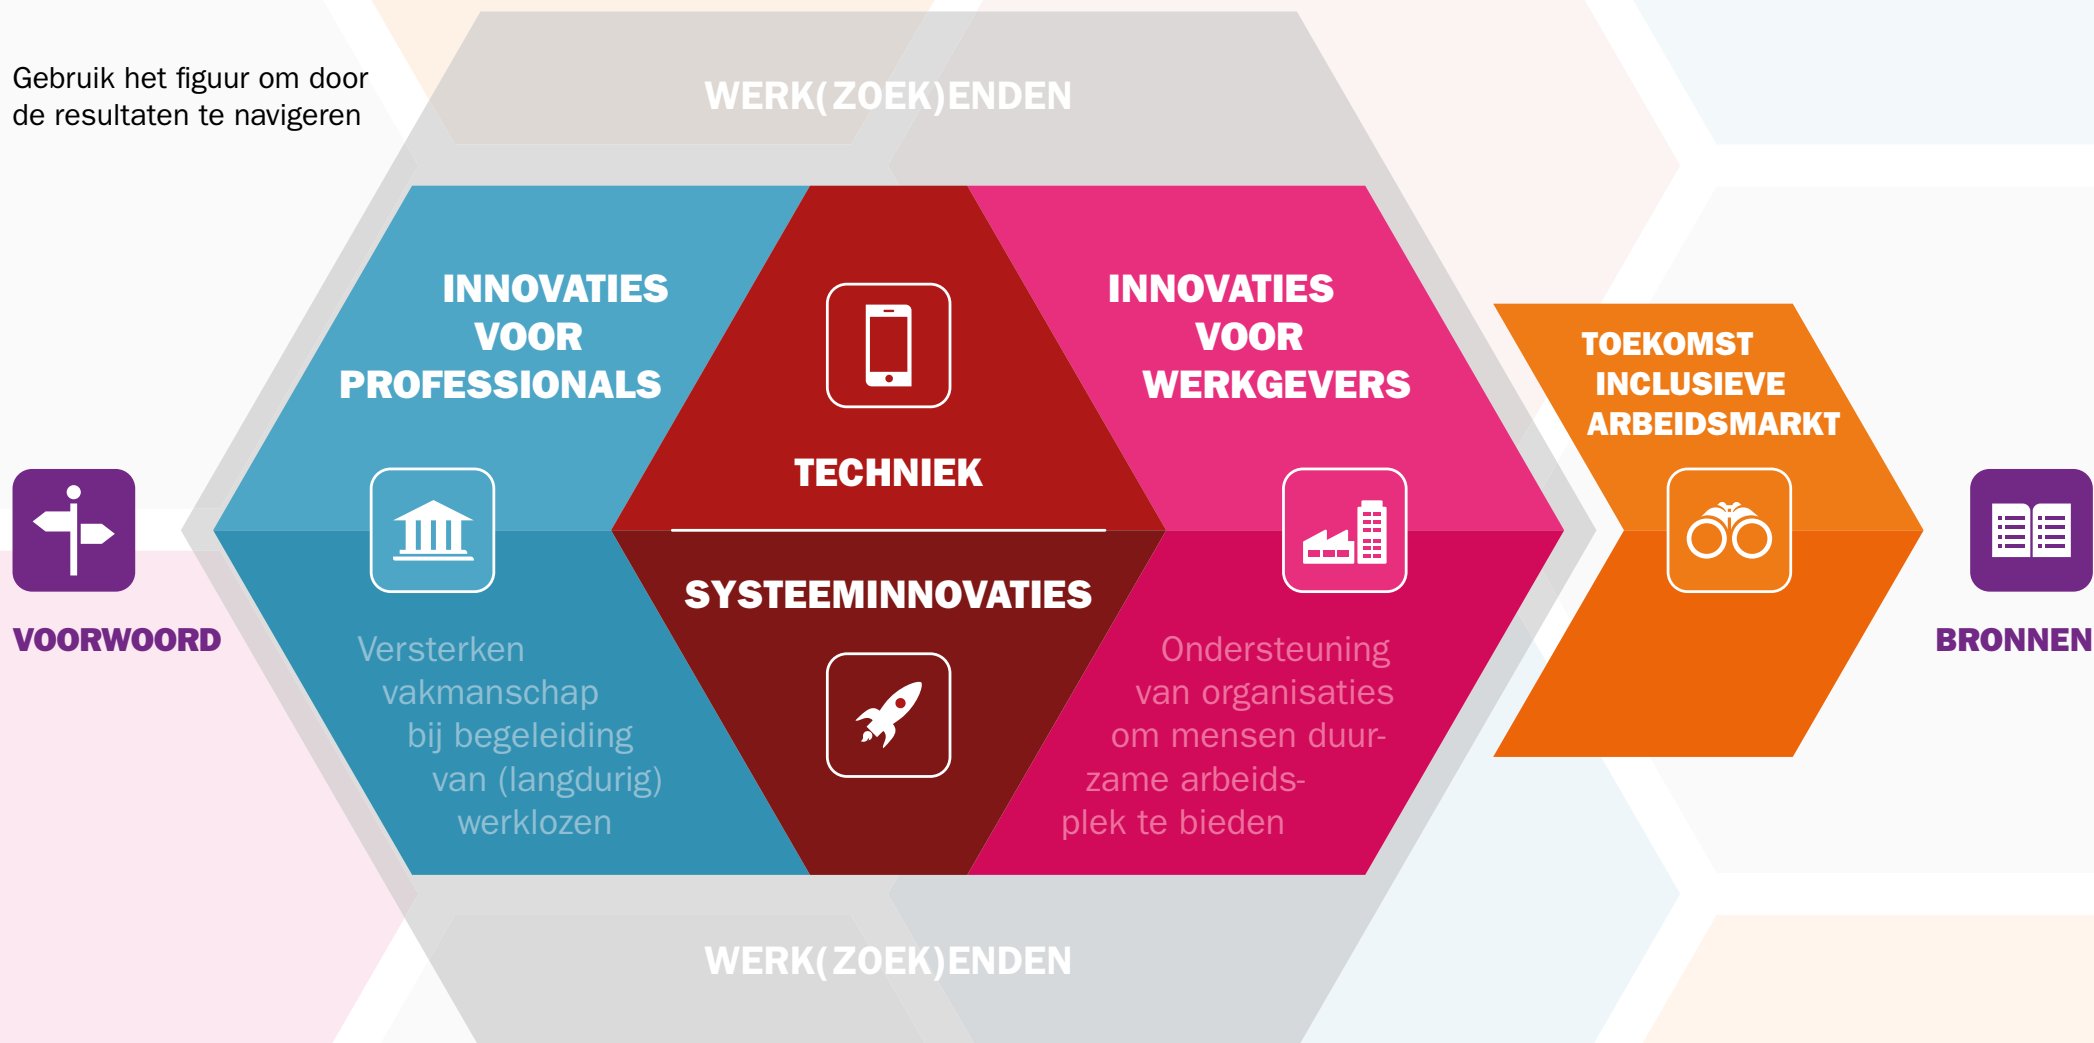 Gebruik het figuur om door
de resultaten te navigeren
WERK(ZOEK)ENDEN
INNOVATIES
VOOR
PROFESSIONALS
TECHNIEK
INNOVATIES
VOOR
WERKGEVERS
TOEKOMST
INCLUSIEVE
ARBEIDSMARKT
VOORWOORD
Versterken
vakmanschap
bij begeleiding
van (langdurig)
werklozen
SYSTEEMINNOVATIES
Ondersteuning
van organisaties
om mensen duur-
zame arbeids-
plek te bieden
BRONNEN
WERK(ZOEK)ENDEN